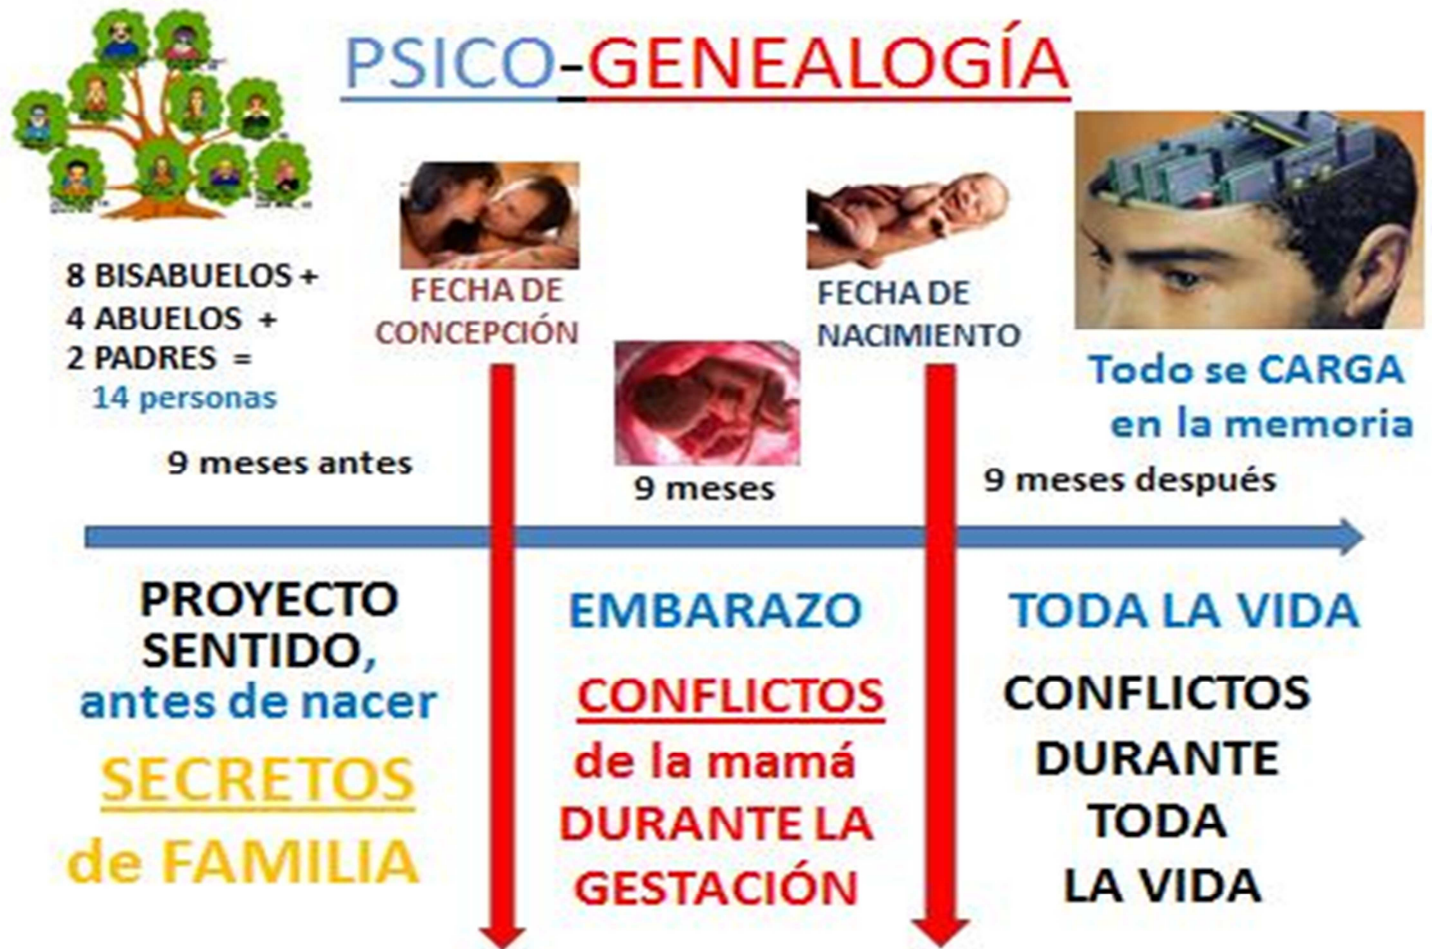 PSICO-GENEALOGÍA
8 BISABUELOS +
4 ABUELOS +
2 PADRES =
14 personas
FECHA DE
CONCEPCIÓN
FECHA DE
NACIMIENTO
Todo se CARGA
en la memoria
9 meses antes
9 meses
9 meses después
PROYECTO
SENTIDO,
antes de nacer
SECRETOS
de FAMILIA
EMBARAZO
CONFLICTOS
de la mamá
DURANTE LA
GESTACIÓN
TODA LA VIDA
CONFLICTOS
DURANTE
TODA
LA VIDA